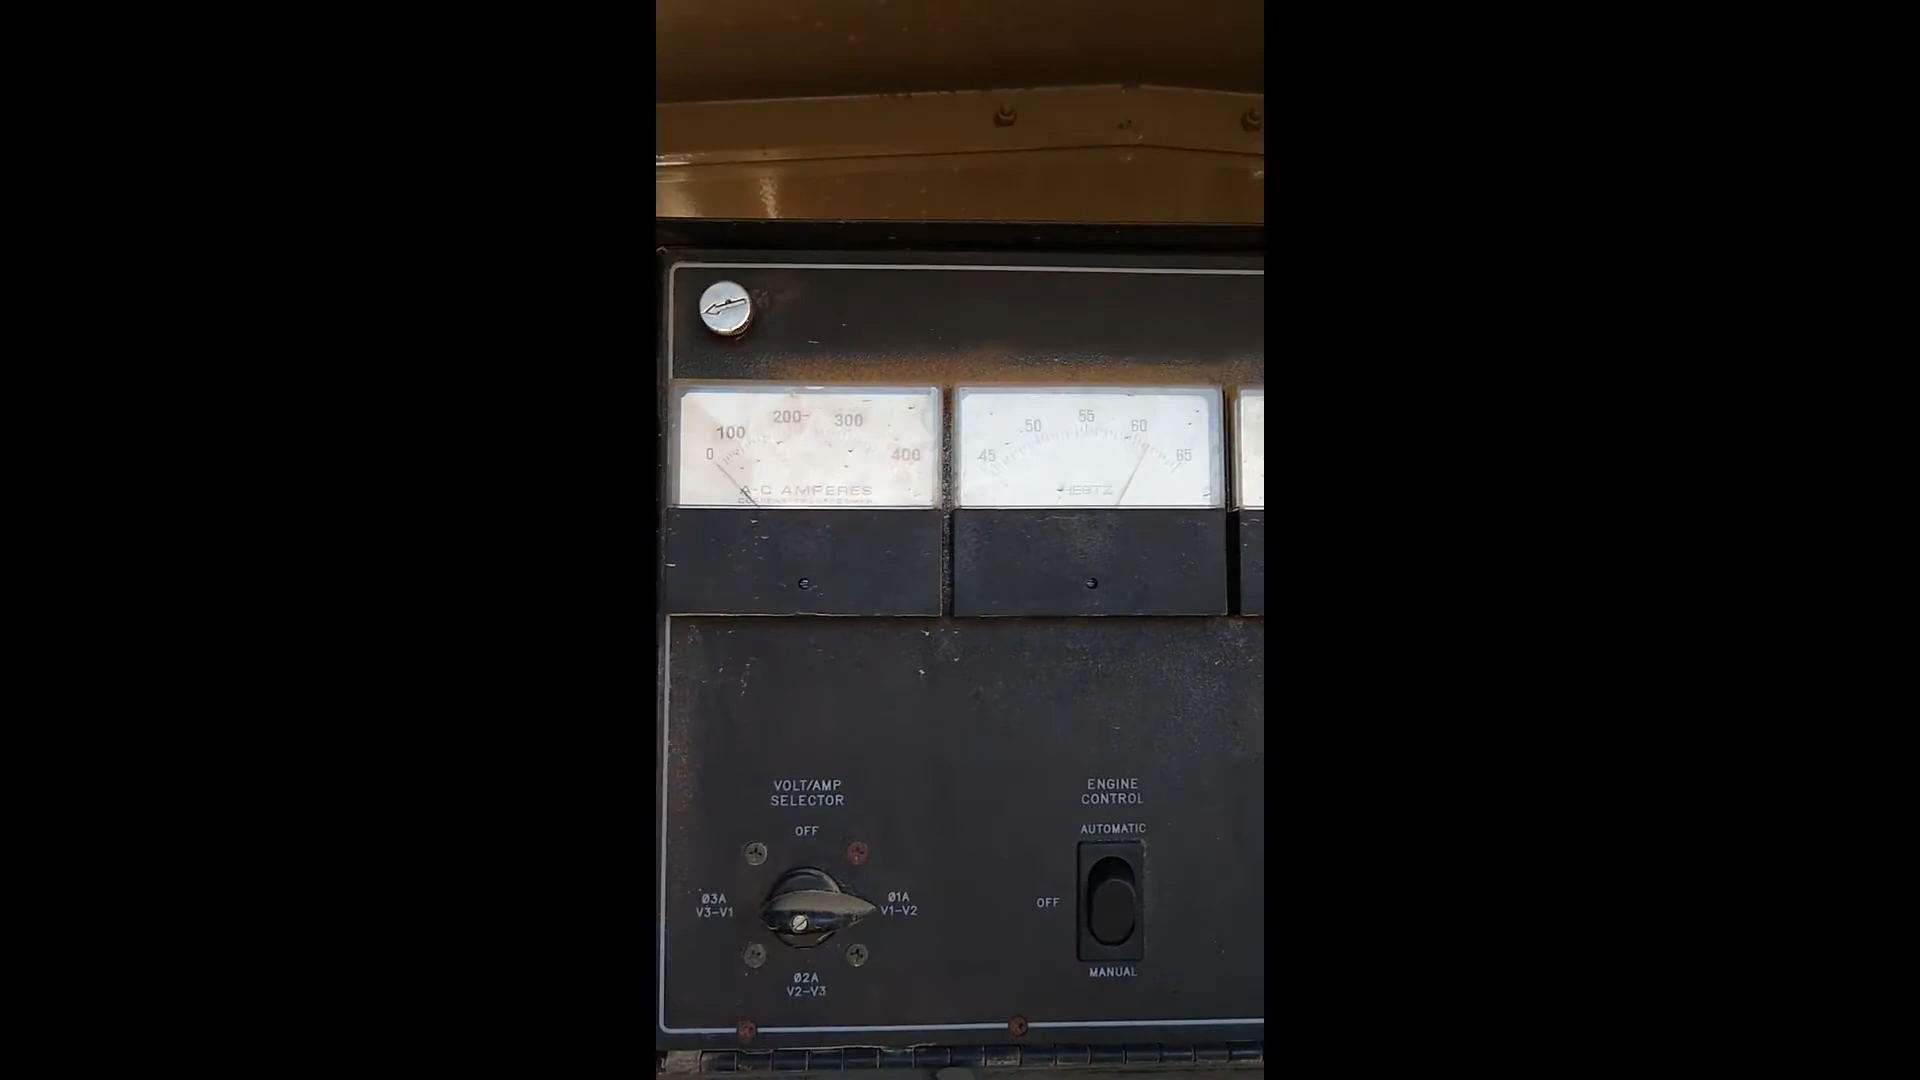 0 100 200 300 400
A-C AMPERES
45 50 55 60 65
HERTZ
VOLT/AMP
SELECTOR
OFF
Ø3A
V3-V1
Ø1A
V1-V2
Ø2A
V2-V3
ENGINE
CONTROL
AUTOMATIC
OFF
MANUAL